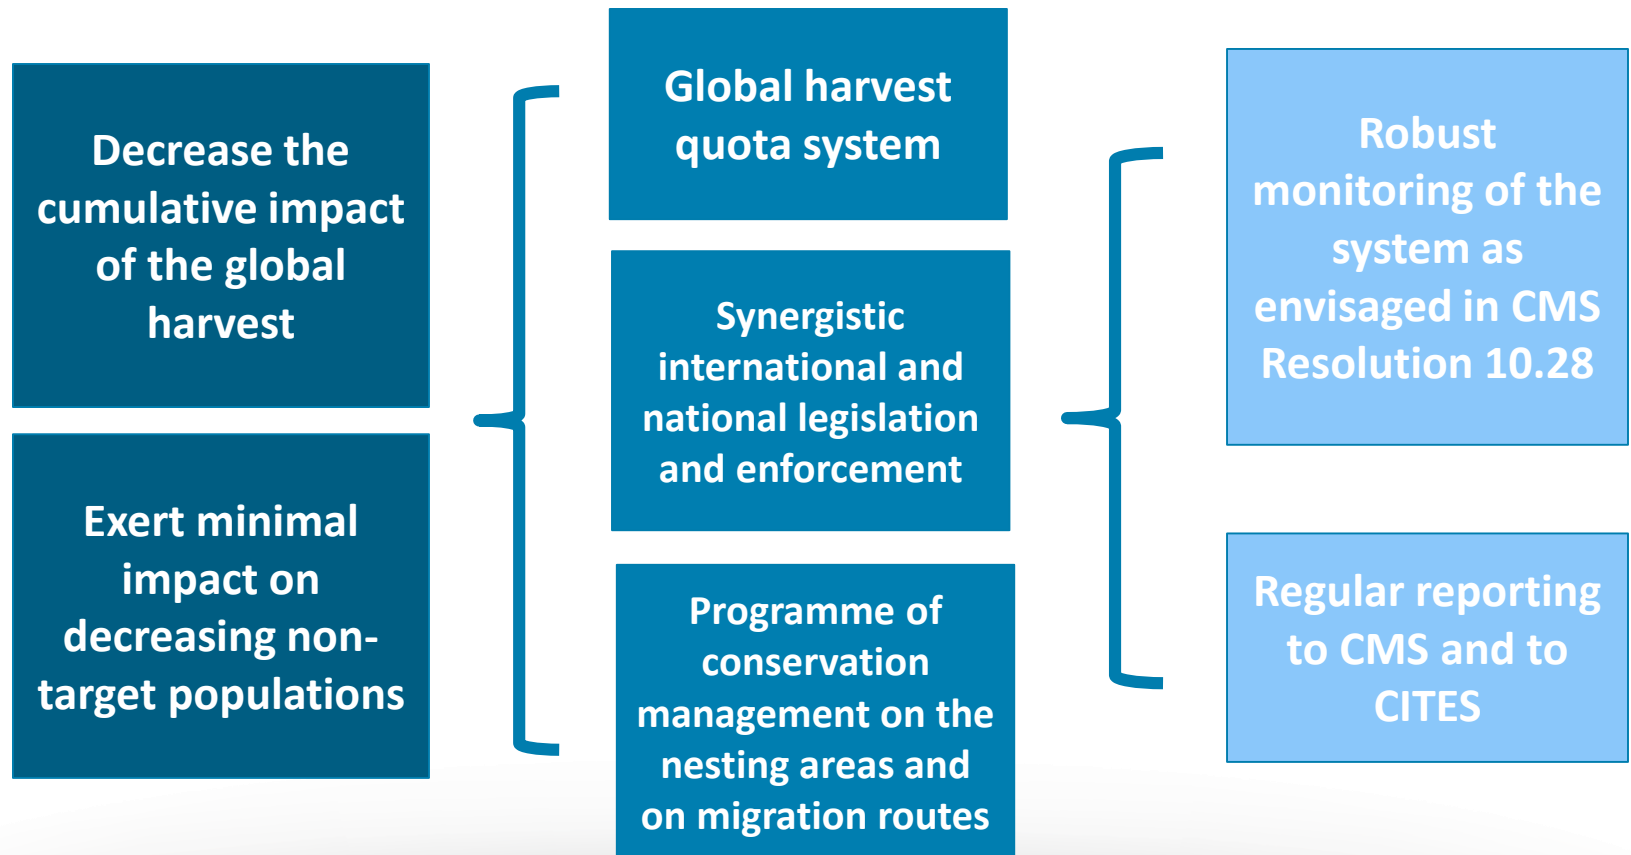 Decrease the
cumulative impact
of the global
harvest
Exert minimal
impact on
decreasing non-
target populations
Global harvest
quota system
Synergistic
international and
national legislation
and enforcement
Programme of
conservation
management on the
nesting areas and
on migration routes
Robust
monitoring of the
system as
envisaged in CMS
Resolution 10.28
Regular reporting
to CMS and to
CITES